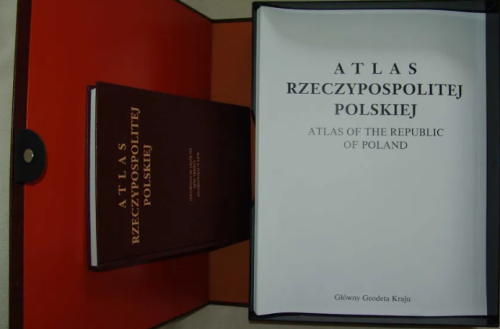 ATLAS
RZECZYPOSPOLITEJ
POLSKIEJ
ATLAS
RZECZYPOSPOLITEJ
POLSKIEJ
ATLAS OF THE REPUBLIC
OF POLAND
Główny Geodeta Kraju